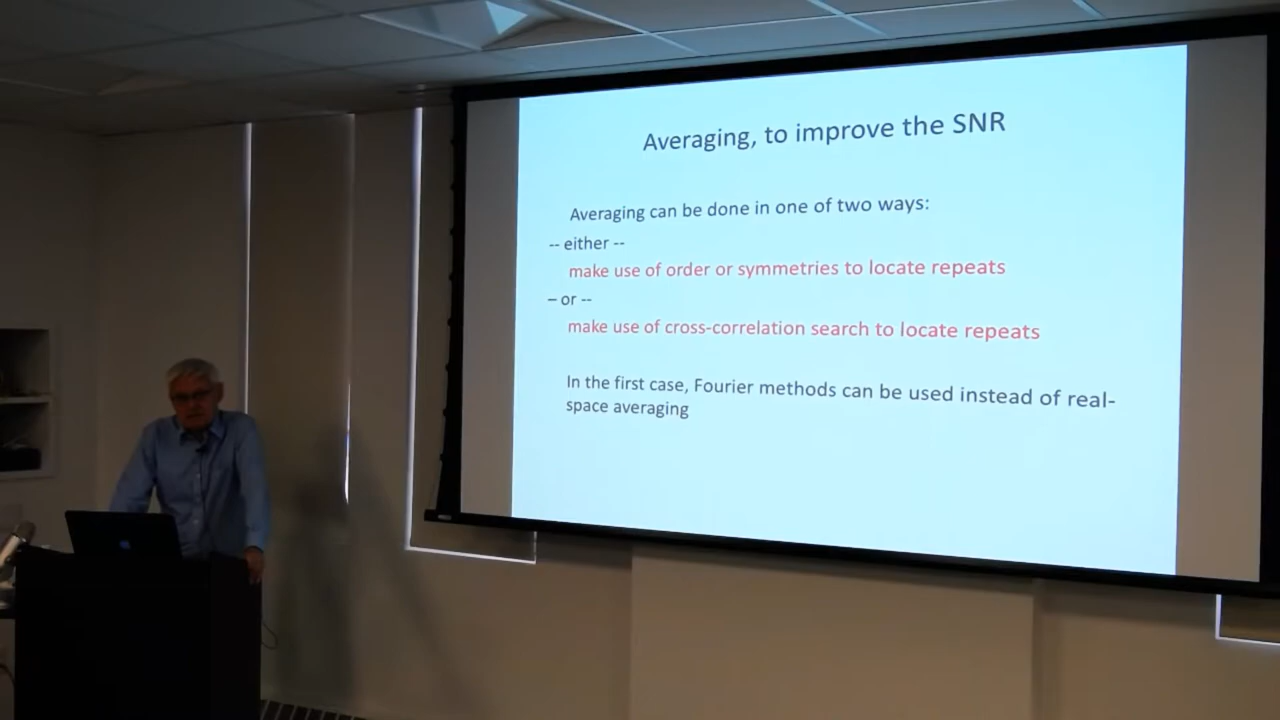 Averaging, to improve the SNR
Averaging can be done in one of two ways:
-- either --
make use of order or symmetries to locate repeats
– or --
make use of cross-correlation search to locate repeats
In the first case, Fourier methods can be used instead of real-
space averaging